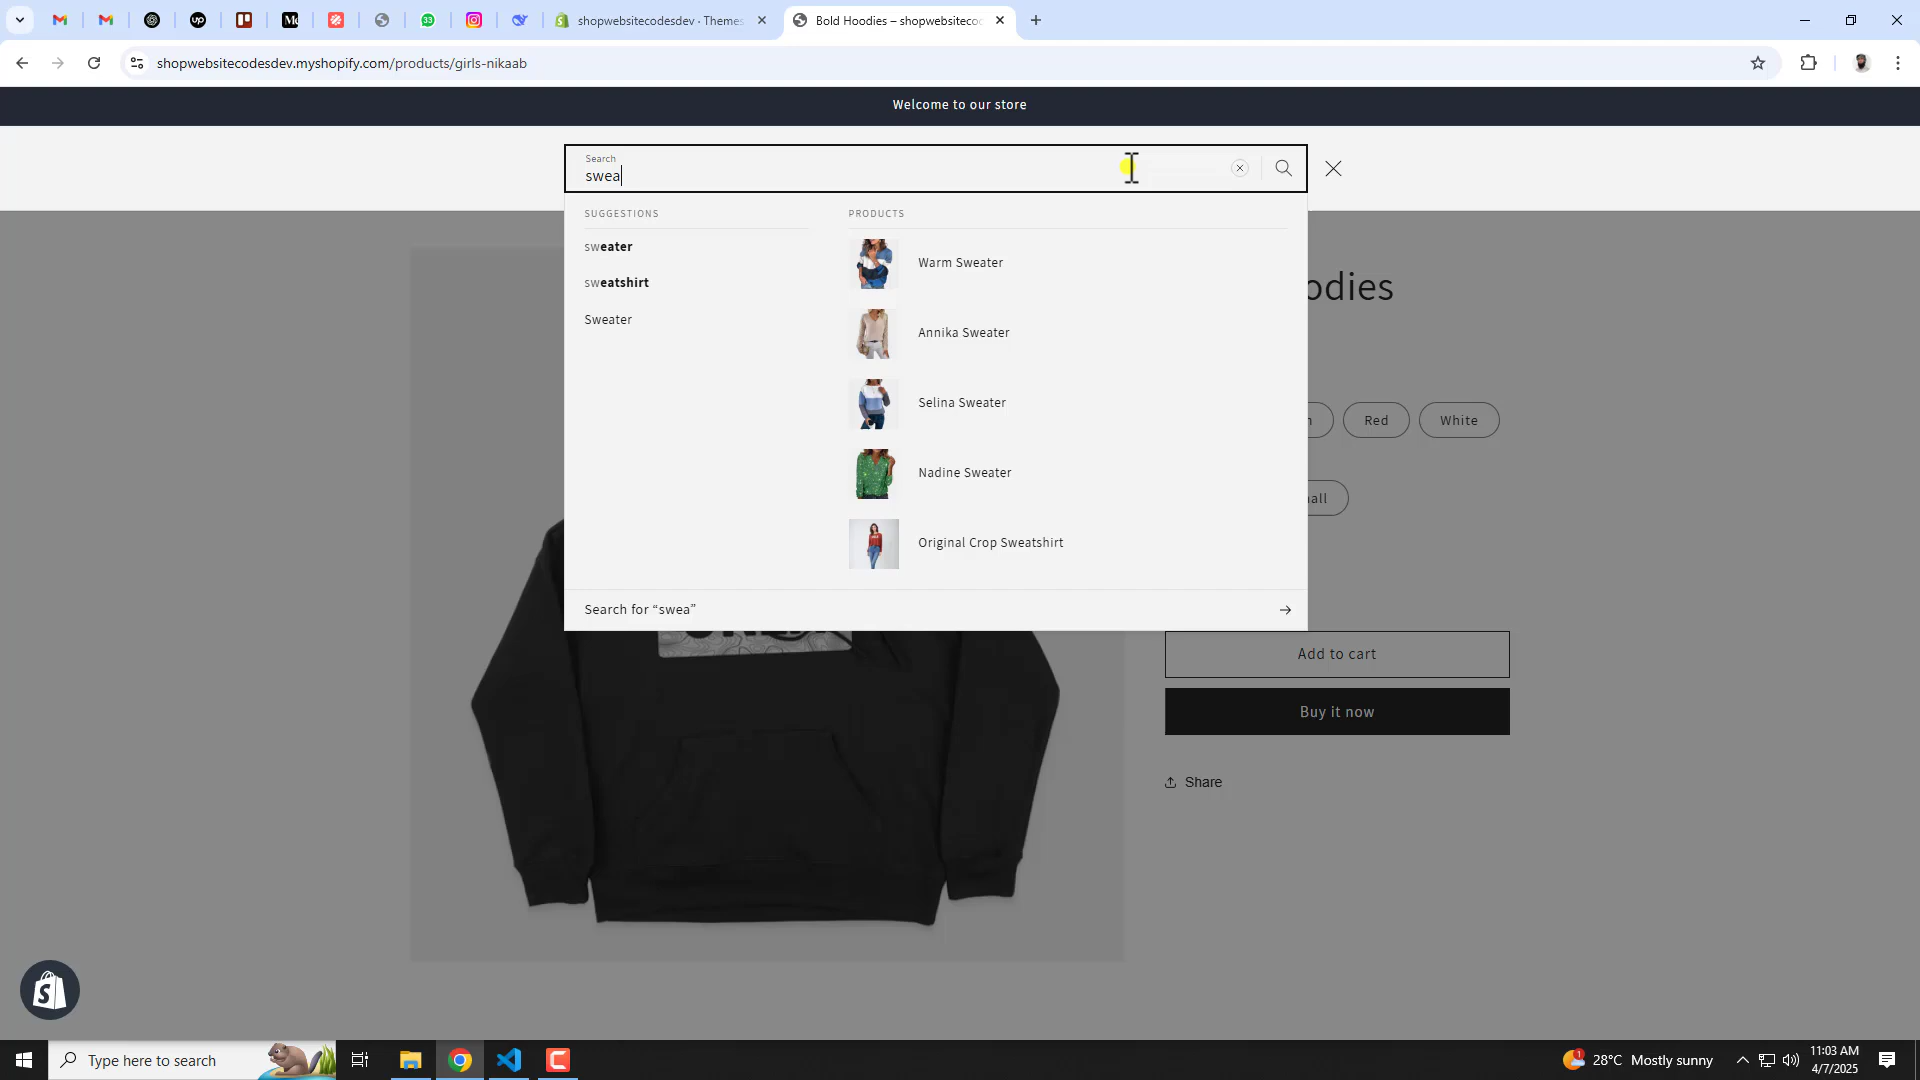 shopwebsitecodesdev · Themes
Bold Hoodies – shopwebsiteco
shopwebsitecodesdev.myshopify.com/products/girls-nikaab
Welcome to our store
Search
swea
SUGGESTIONS
PRODUCTS
sweater
sweatshirt
Sweater
Warm Sweater
Annika Sweater
Selina Sweater
Nadine Sweater
Original Crop Sweatshirt
Search for “swea”
odies
Red
White
all
Add to cart
Buy it now
Share
Type here to search
28°C Mostly sunny
11:03 AM
4/7/2025